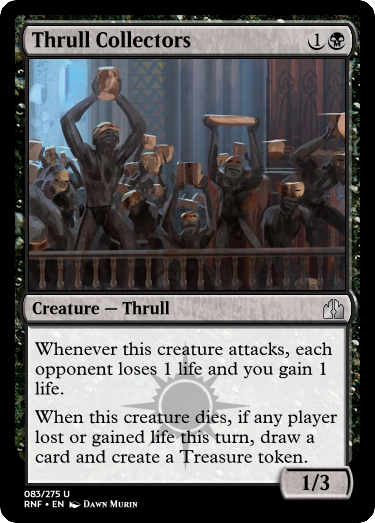 Thrull Collectors 1
Creature — Thrull
Whenever this creature attacks, each
opponent loses 1 life and you gain 1
life.
When this creature dies, if any player
lost or gained life this turn, draw a
card and create a Treasure token.
1/3
083/275 U
RNF • EN DAWN MURIN